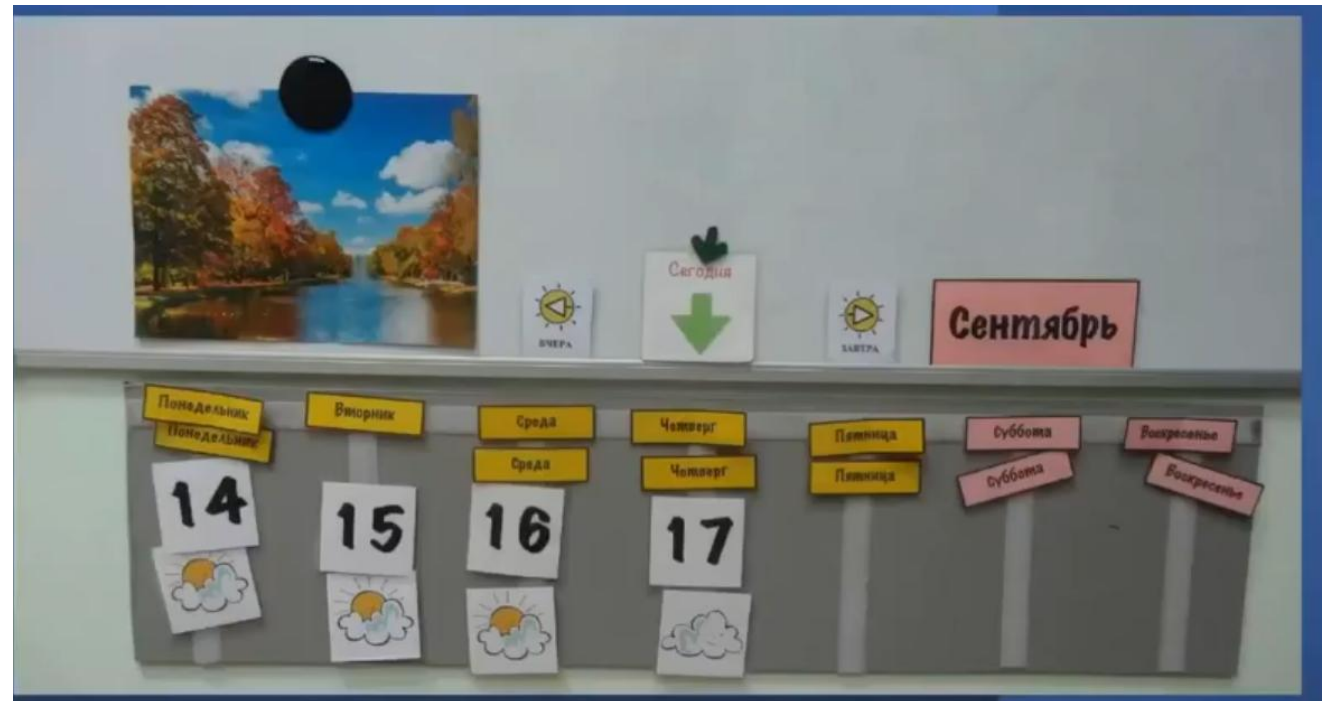 Сегодня
ВЧЕРА
ЗАВТРА
Сентябрь
Понедельник
Вторник
Среда
Четверг
Пятница
Суббота
Воскресенье
Понедельник
Среда
Четверг
Пятница
Суббота
Воскресенье
14
15
16
17